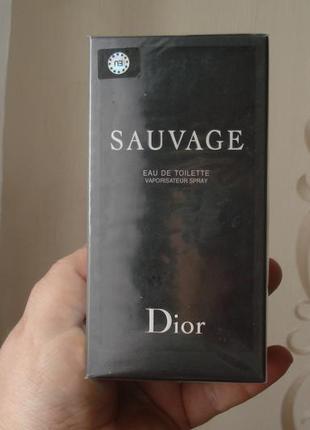 SAUVAGE
EAU DE TOILETTE
VAPORISATEUR SPRAY
Dior